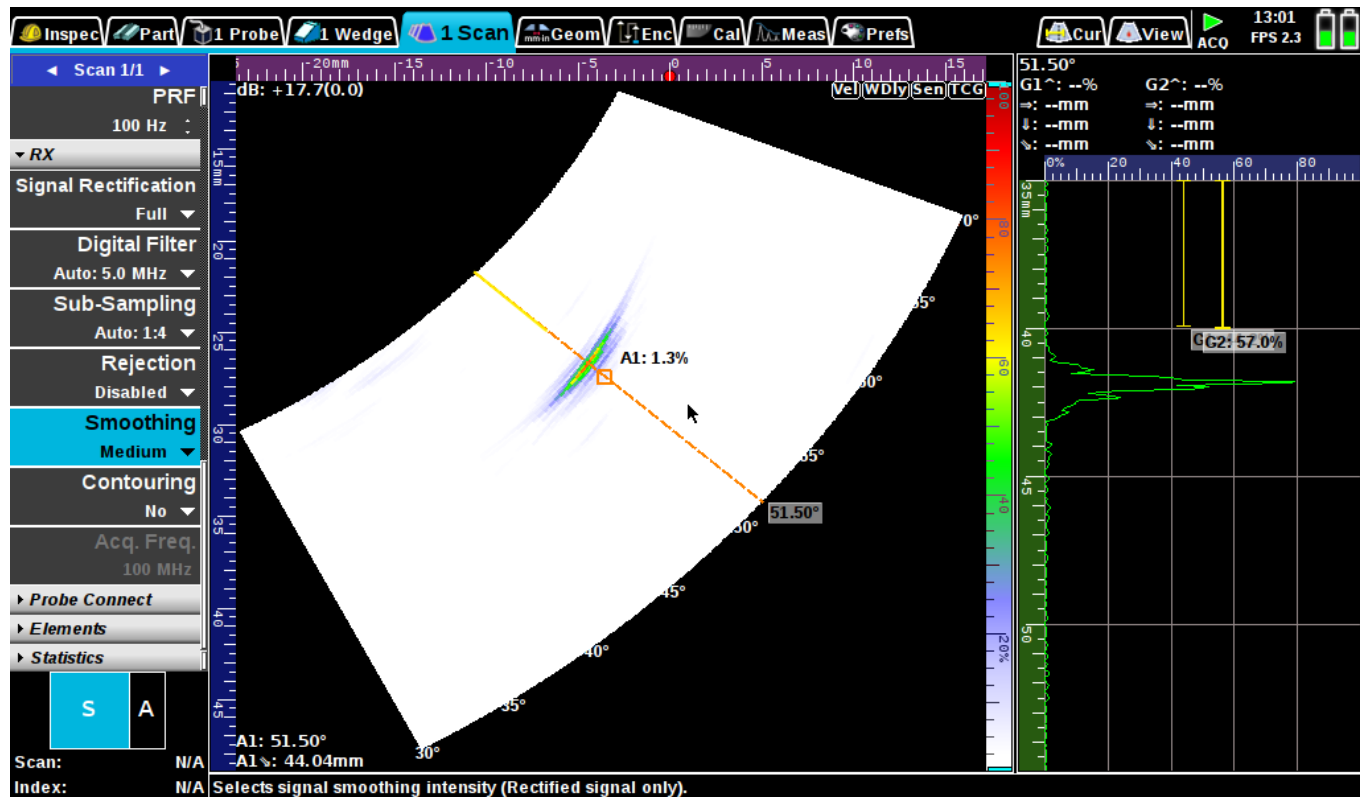 Inspec Part 1 Probe 1 Wedge 1 Scan Geom Enc Cal Meas Prefs Cur View ACQ 13:01
FPS 2.3
Scan 1/1
PRF
100 Hz
RX
Signal Rectification
Full
Digital Filter
Auto: 5.0 MHz
Sub-Sampling
Auto: 1:4
Rejection
Disabled
Smoothing
Medium
Contouring
No
Acq. Freq.
100 MHz
Probe Connect
Elements
Statistics
S A
Scan: N/A
Index: N/A
-20mm -15 -10 -5 0 5 10 15
dB: +17.7(0.0)
Vel WDly Sen TCG
15mm
20
25
30
35
40
45
A1: 1.3%
51.50°
0°
55°
45°
40°
35°
30°
A1: 51.50°
A1: 44.04mm
80
60
40
20%
51.50°
G1^: --% G2^: --%
⇒: --mm ⇒: --mm
⇓: --mm ⇓: --mm
⇘: --mm ⇘: --mm
0% 20 40 60 80
35mm
40
45
50
G2: 57.0%
Selects signal smoothing intensity (Rectified signal only).